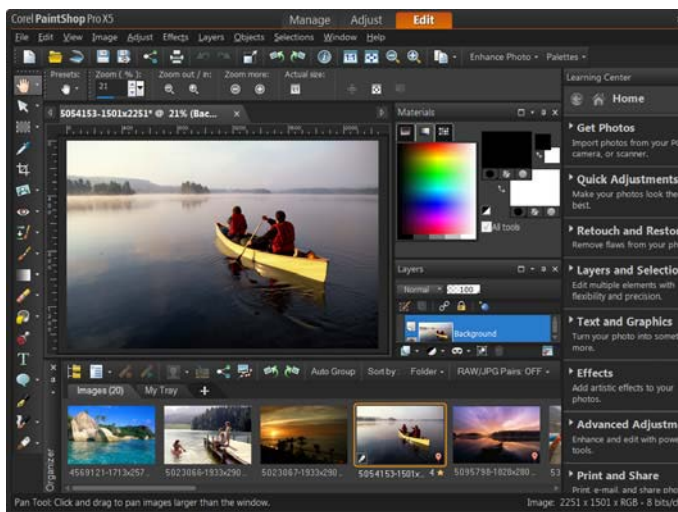 Corel PaintShop Pro X5
Manage Adjust Edit
File Edit View Image Adjust Effects Layers Objects Selections Window Help
Enhance Photo Palettes
Presets: Zoom ( % ): Zoom out / in: Zoom more: Actual size:
21
Learning Center
Home
5054153-1501x2251* @ 21% (Bac...
Materials
All tools
Get Photos
Import photos from your PC
camera, or scanner.
Quick Adjustments
Make your photos look the
best.
Retouch and Restor
Remove flaws from your ph
Layers
Normal 100
Background
Layers and Selectio
Edit multiple elements with
flexibility and precision.
Text and Graphics
Turn your photo into somet
more.
Effects
Add artistic effects to your
photos.
Advanced Adjustm
Enhance and edit with powe
tools.
Print and Share
Print, e-mail, and share pho
Auto Group Sort by: Folder RAW/JPG Pairs: OFF
Images (20) My Tray
Organizer
4569121-1713x257... 5023066-1933x290... 5023067-1933x290... 5054153-1501x... 4 5095798-1028x280... 53
Pan Tool: Click and drag to pan images larger than the window.
Image: 2251 x 1501 x RGB - 8 bits/ch